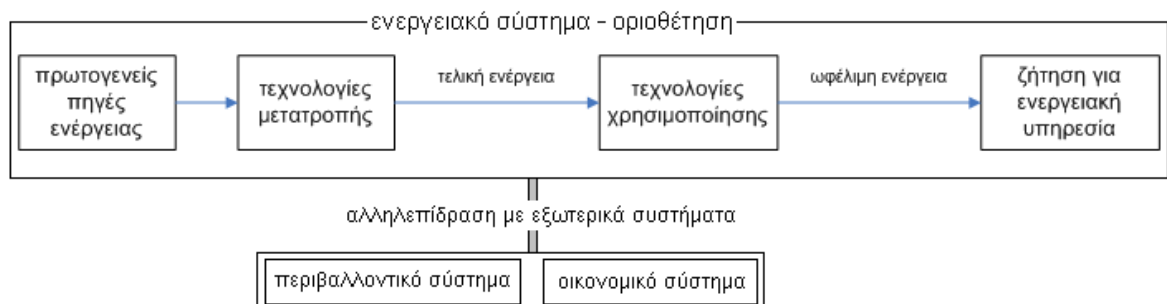 ενεργειακό σύστημα - οριοθέτηση
πρωτογενείς
πηγές
ενέργειας
τεχνολογίες
μετατροπής
τελική ενέργεια
τεχνολογίες
χρησιμοποίησης
ωφέλιμη ενέργεια
ζήτηση για
ενεργειακή
υπηρεσία
αλληλεπίδραση με εξωτερικά συστήματα
περιβαλλοντικό σύστημα
οικονομικό σύστημα